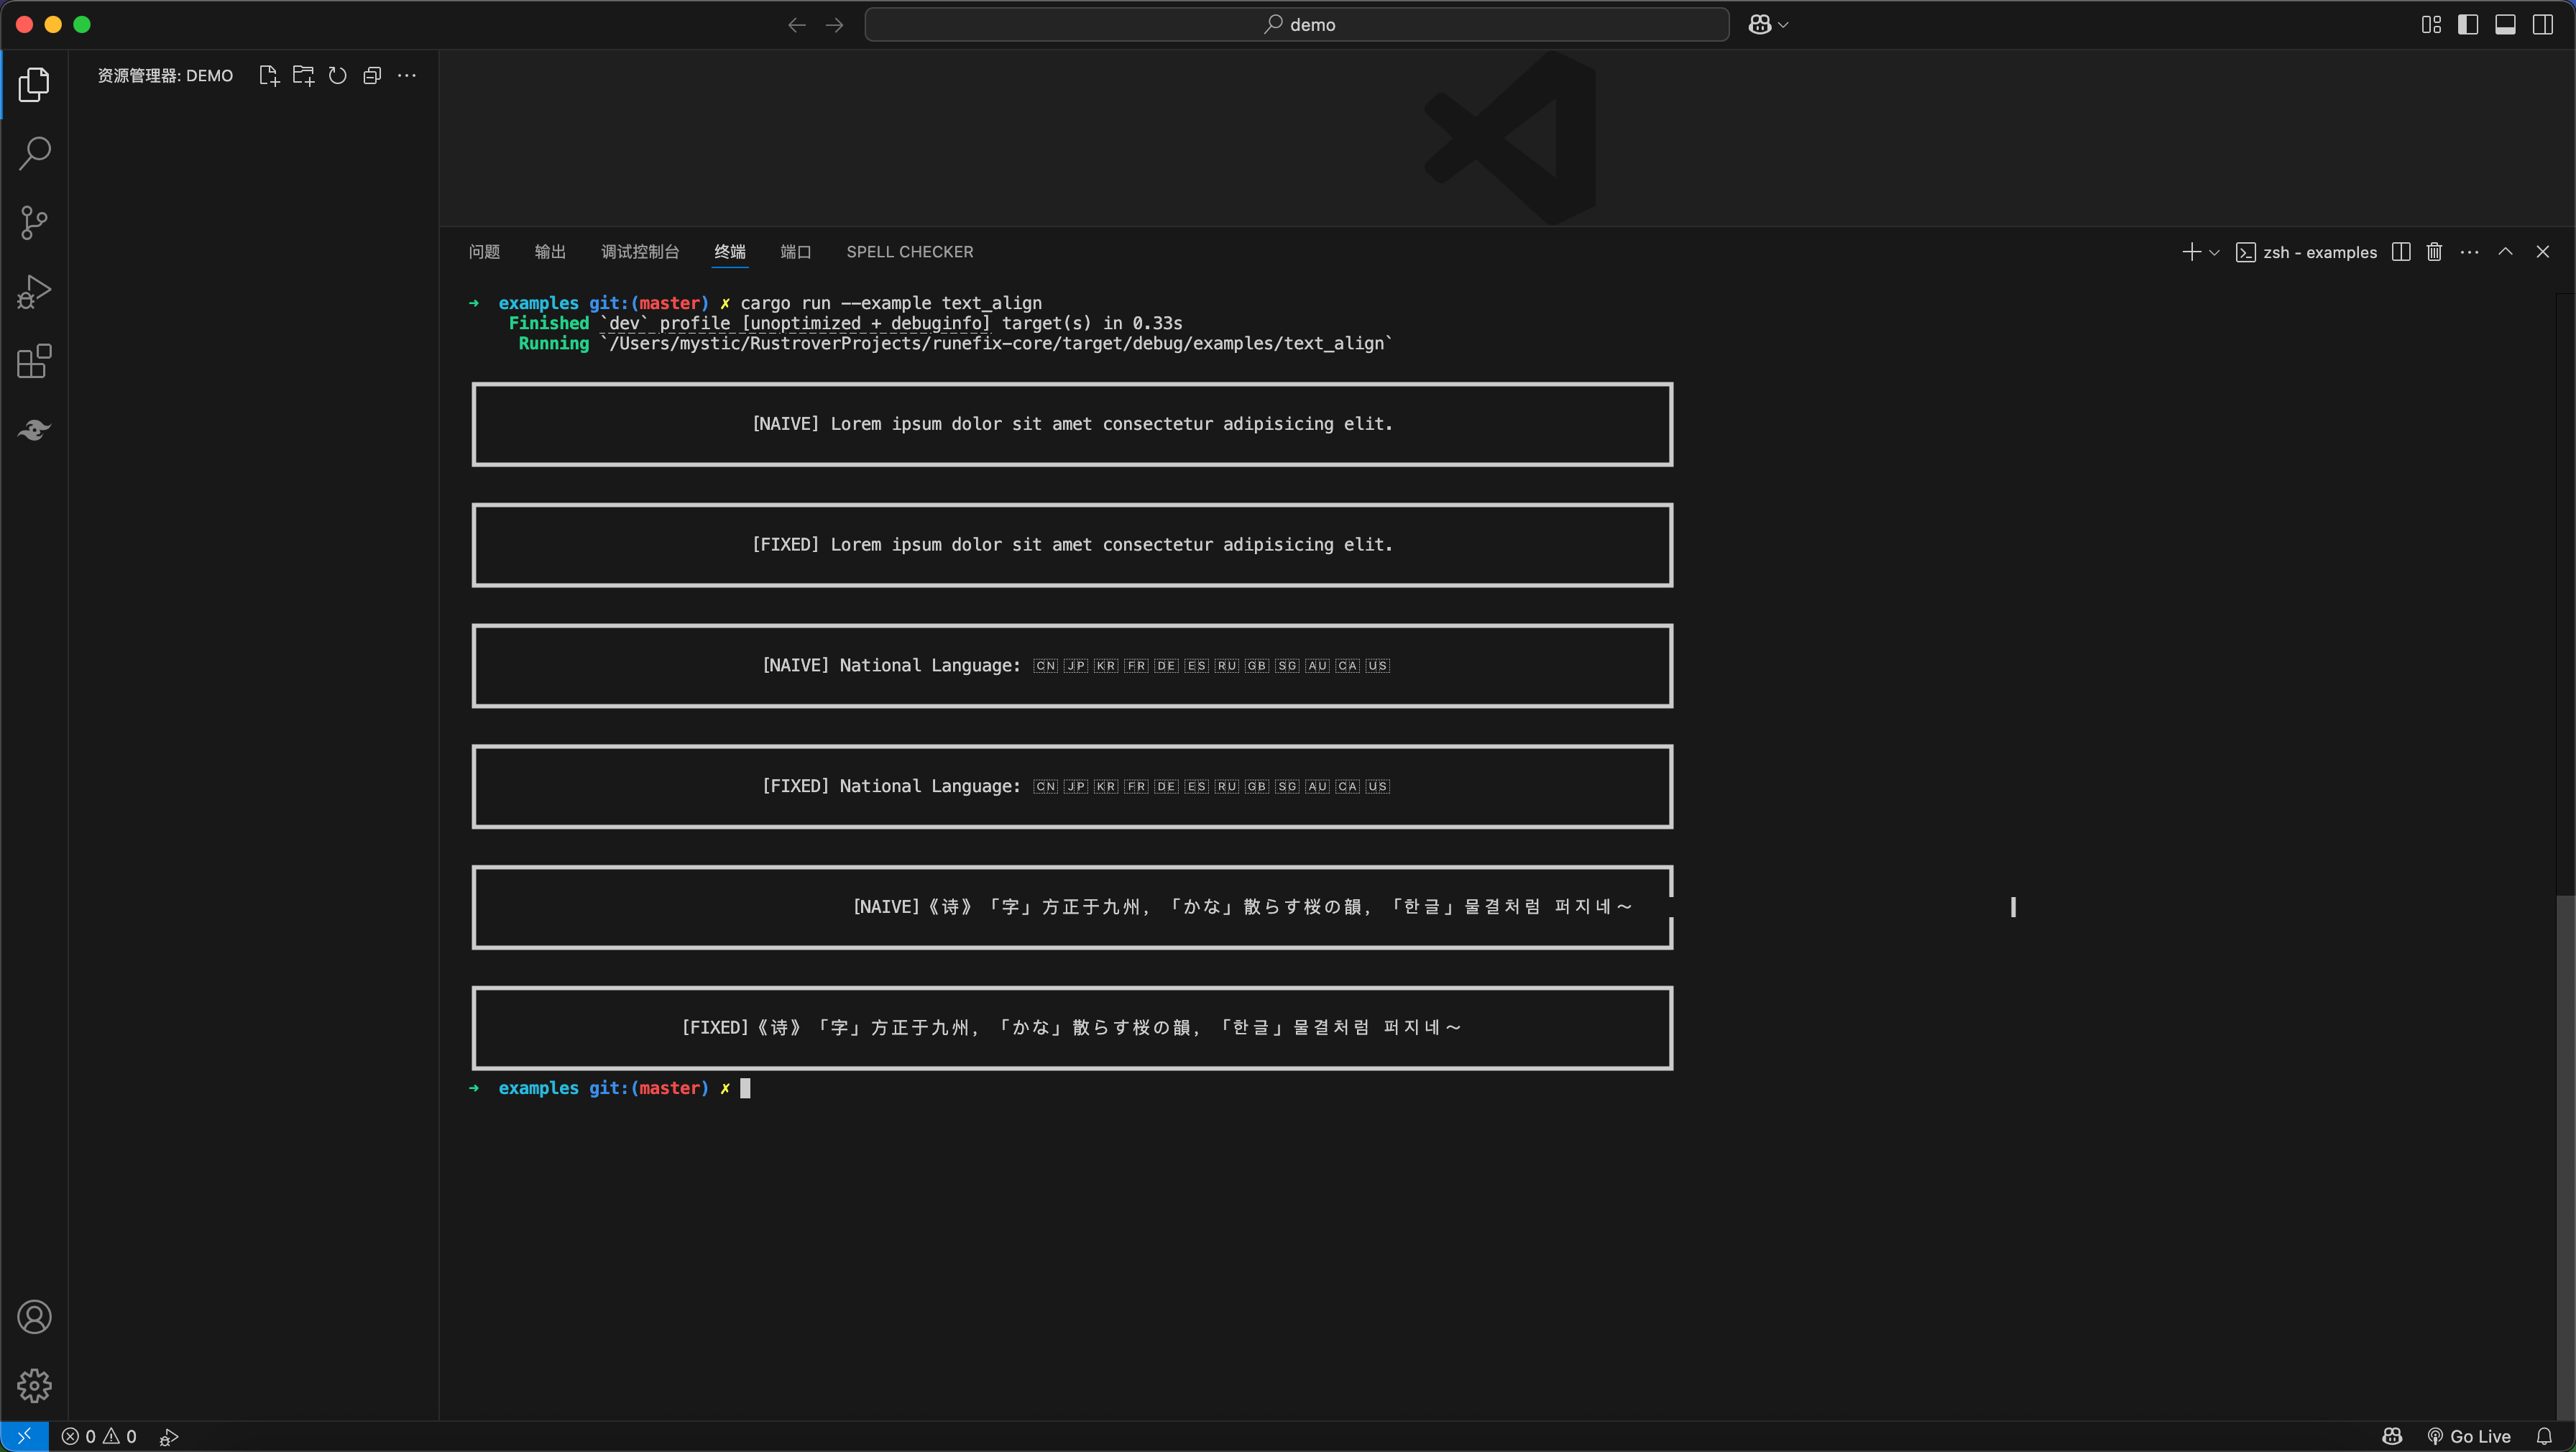 demo
资源管理器: DEMO
问题 输出 调试控制台 终端 端口 SPELL CHECKER
zsh - examples
➜ examples git:(master) ✗ cargo run --example text_align
Finished `dev` profile [unoptimized + debuginfo] target(s) in 0.33s
Running `/Users/mystic/RustroverProjects/runefix-core/target/debug/examples/text_align`
[NAIVE] Lorem ipsum dolor sit amet consectetur adipisicing elit.
[FIXED] Lorem ipsum dolor sit amet consectetur adipisicing elit.
[NAIVE] National Language: CN JP KR FR DE ES RU GB SG AU CA US
[FIXED] National Language: CN JP KR FR DE ES RU GB SG AU CA US
[NAIVE]《诗》「字」方正于九州，「かな」散らす桜の韻，「한글」물결처럼 퍼지네～
[FIXED]《诗》「字」方正于九州，「かな」散らす桜の韻，「한글」물결처럼 퍼지네～
➜ examples git:(master) ✗
0 0
Go Live